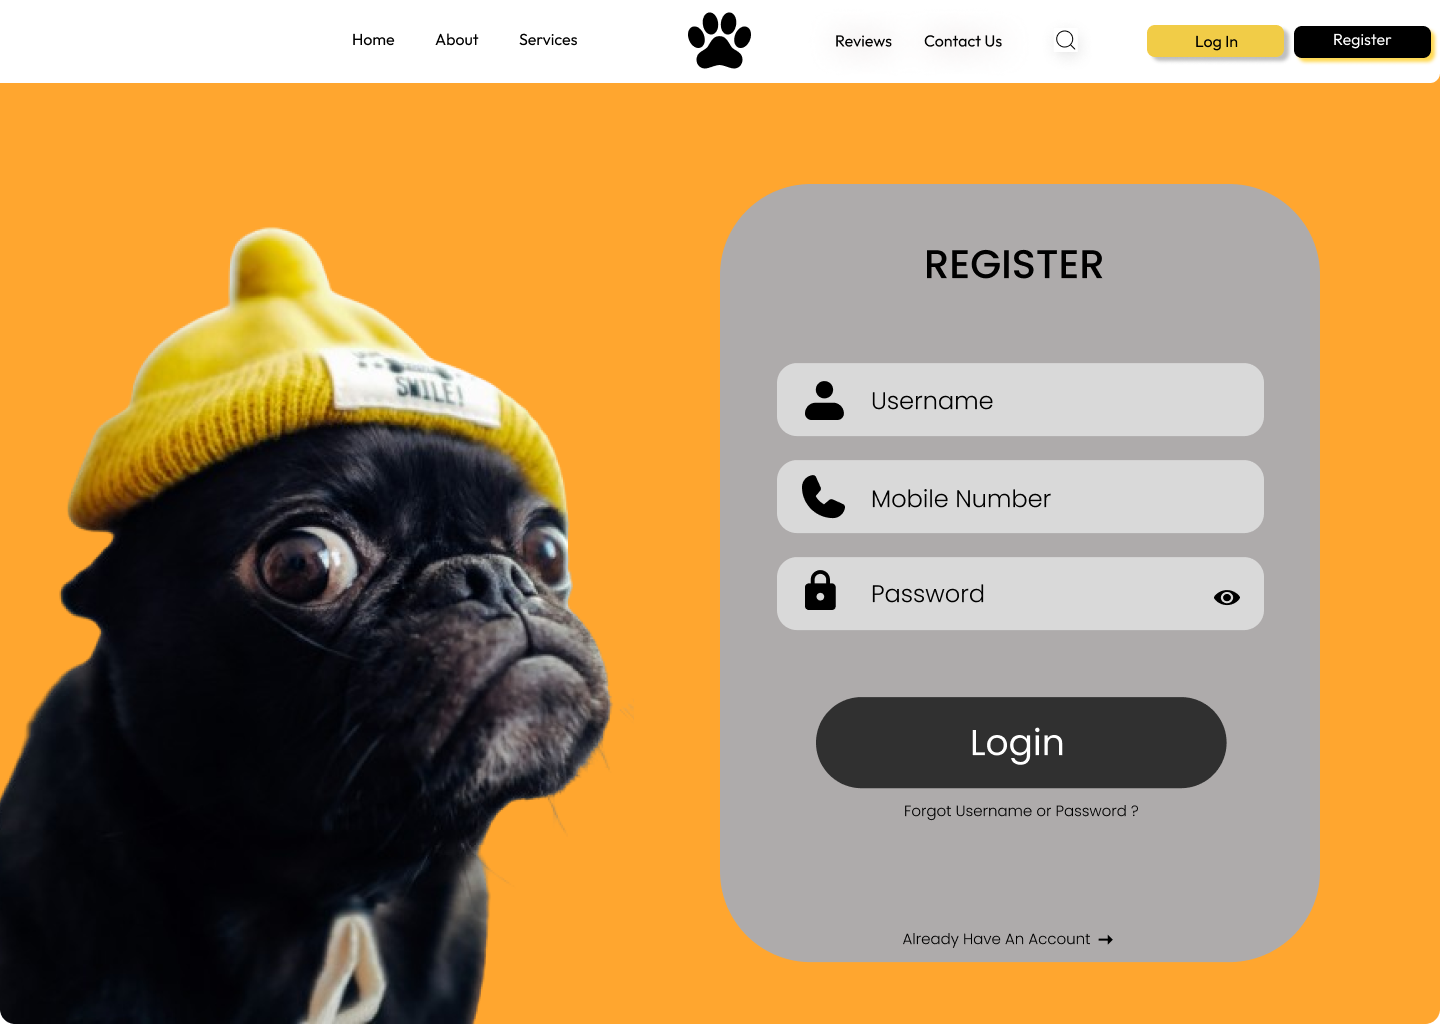 Home About Services Reviews Contact Us Log In Register
REGISTER
SMILE!
Username
Mobile Number
Password
Login
Forgot Username or Password ?
Already Have An Account